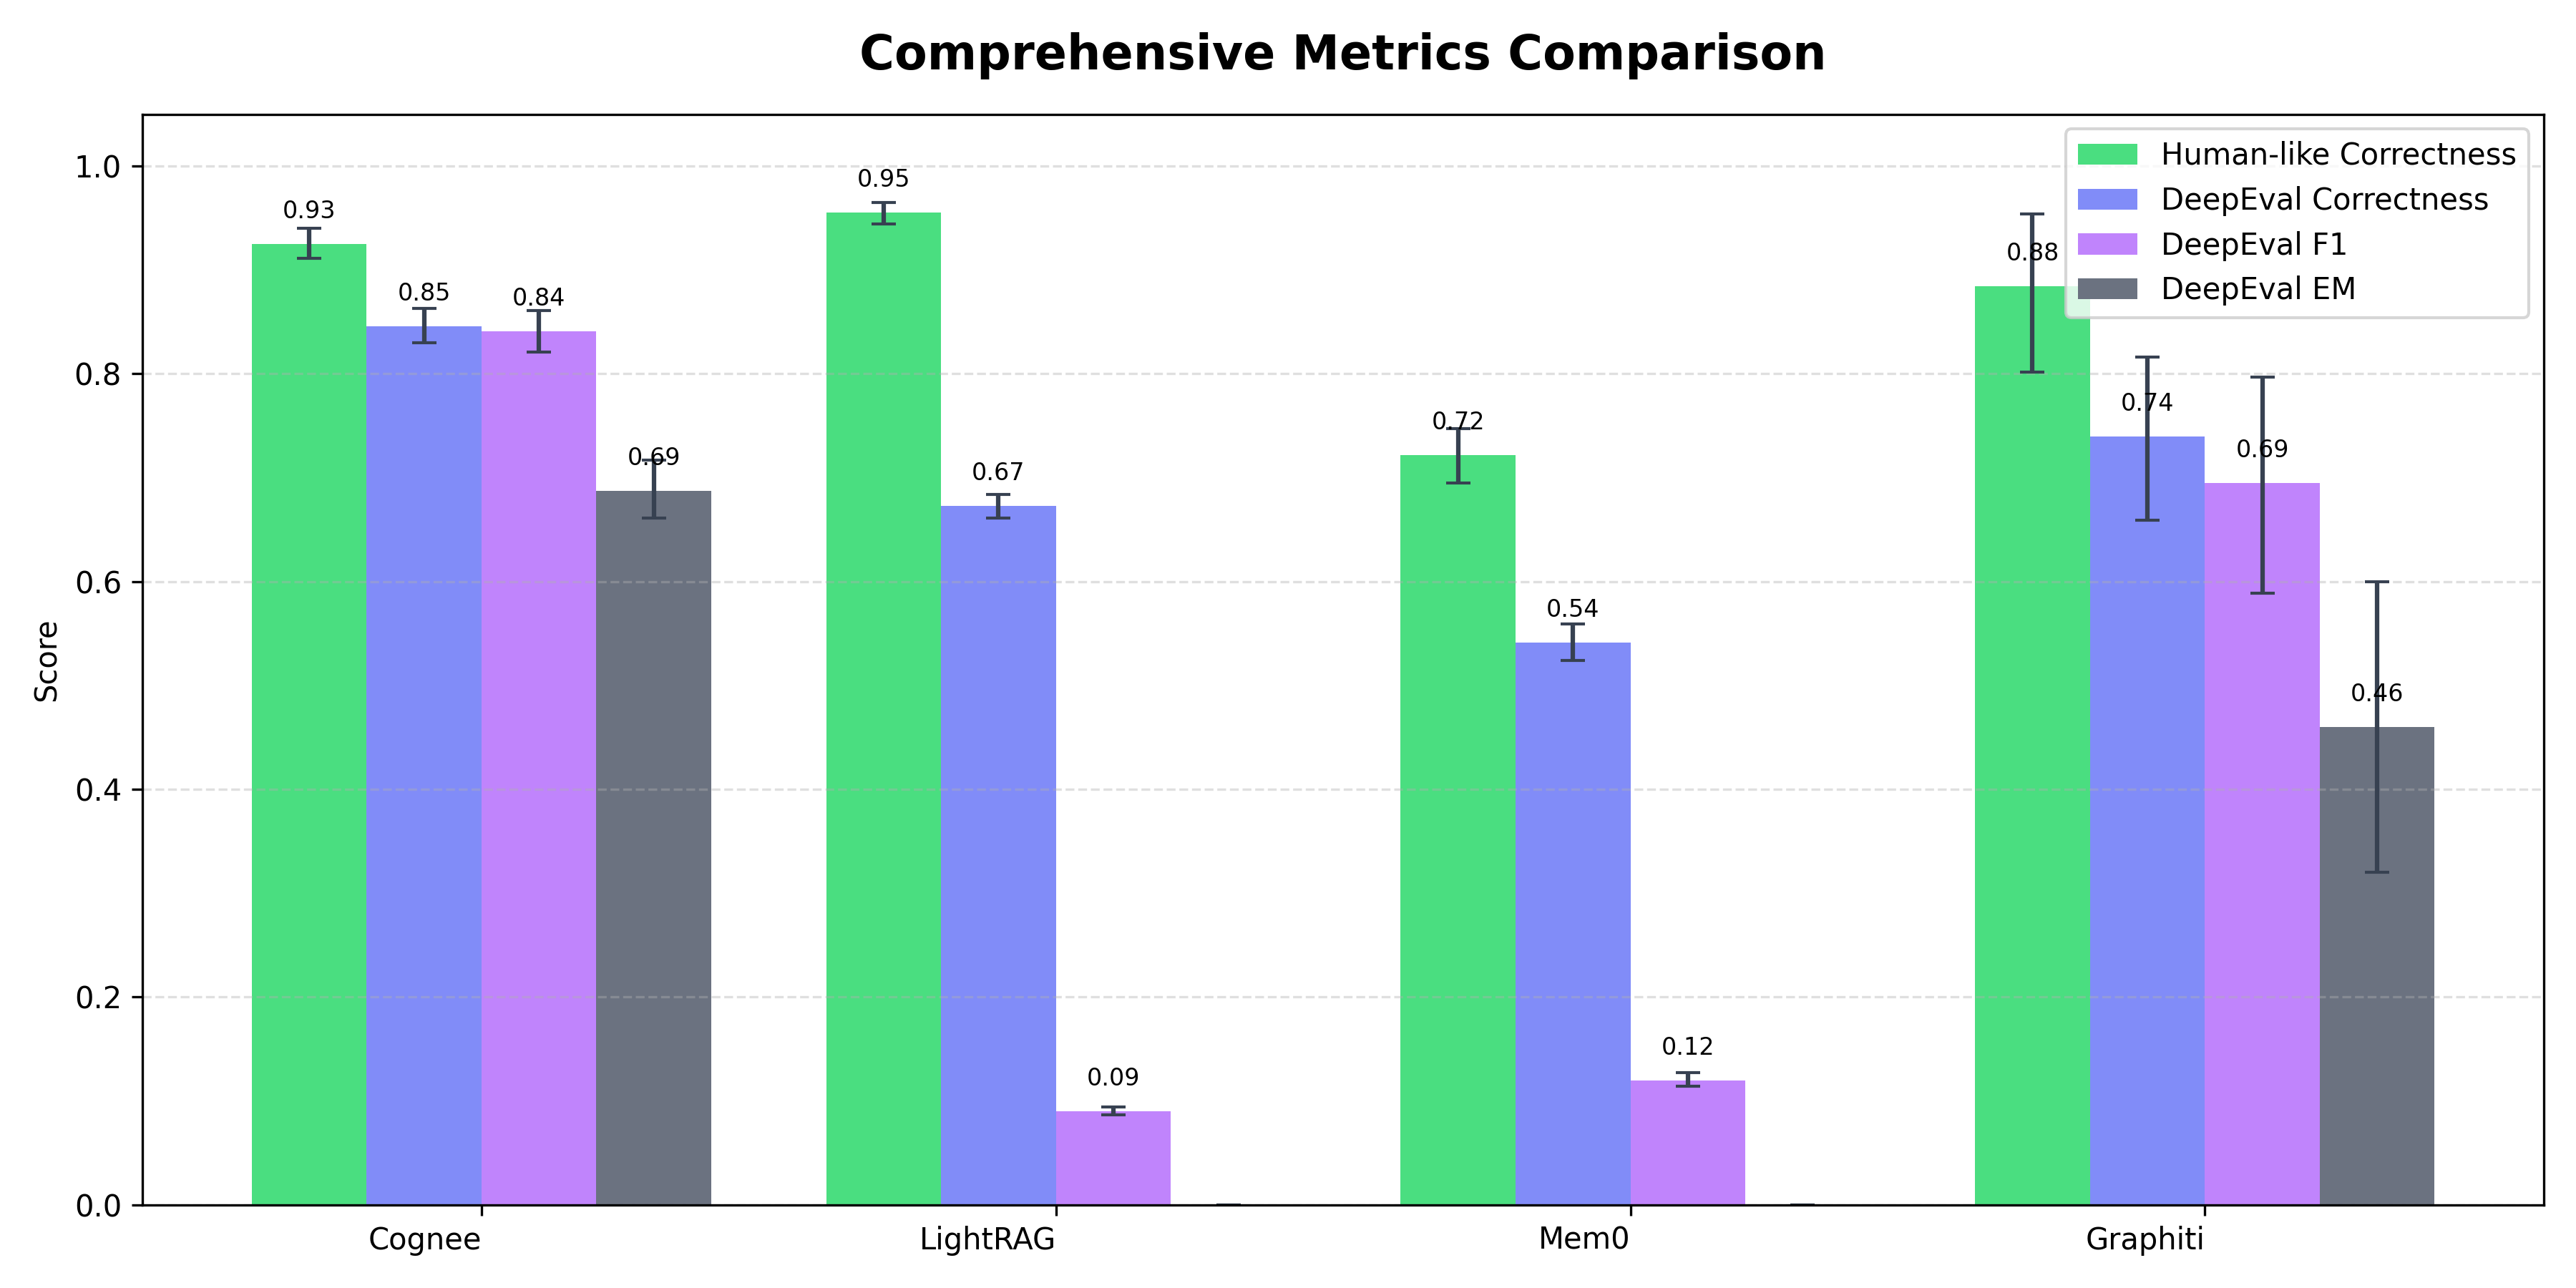 Comprehensive Metrics Comparison
Human-like Correctness
DeepEval Correctness
DeepEval F1
DeepEval EM
Score
1.0
0.8
0.6
0.4
0.2
0.0
0.93
0.85
0.84
0.69
0.95
0.67
0.09
0.72
0.54
0.12
0.88
0.74
0.69
0.46
Cognee
LightRAG
Mem0
Graphiti